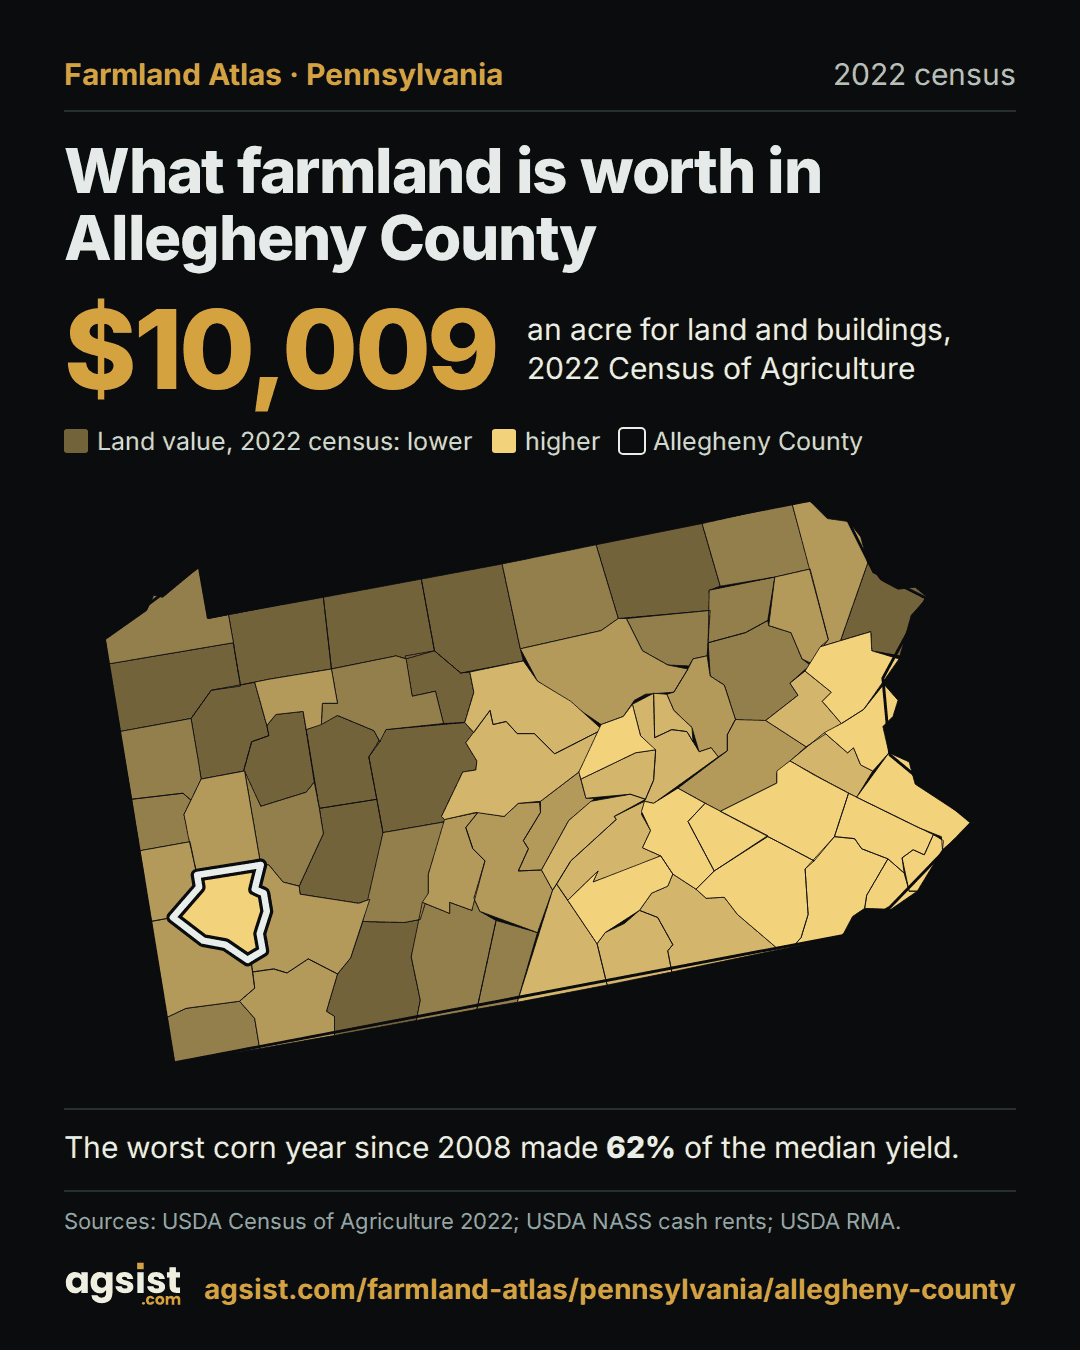 Farmland Atlas · Pennsylvania
2022 census
What farmland is worth in
Allegheny County
$10,009
an acre for land and buildings,
2022 Census of Agriculture
Land value, 2022 census: lower
higher
Allegheny County
The worst corn year since 2008 made 62% of the median yield.
Sources: USDA Census of Agriculture 2022; USDA NASS cash rents; USDA RMA.
agsist
.com
agsist.com/farmland-atlas/pennsylvania/allegheny-county